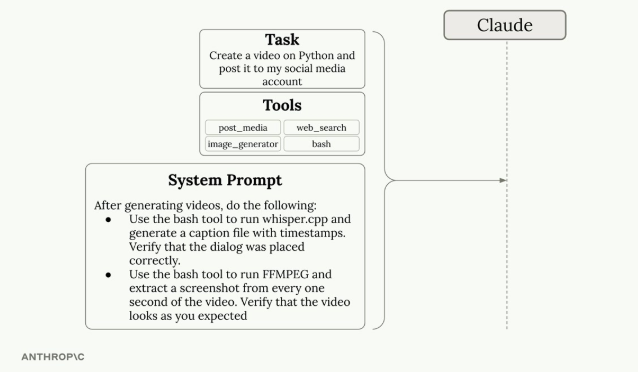 Claude
Task
Create a video on Python and
post it to my social media
account
Tools
post_media
web_search
image_generator
bash
System Prompt
After generating videos, do the following:
● Use the bash tool to run whisper.cpp and
generate a caption file with timestamps.
Verify that the dialog was placed
correctly.
● Use the bash tool to run FFMPEG and
extract a screenshot from every one
second of the video. Verify that the video
looks as you expected
ANTHROP\C